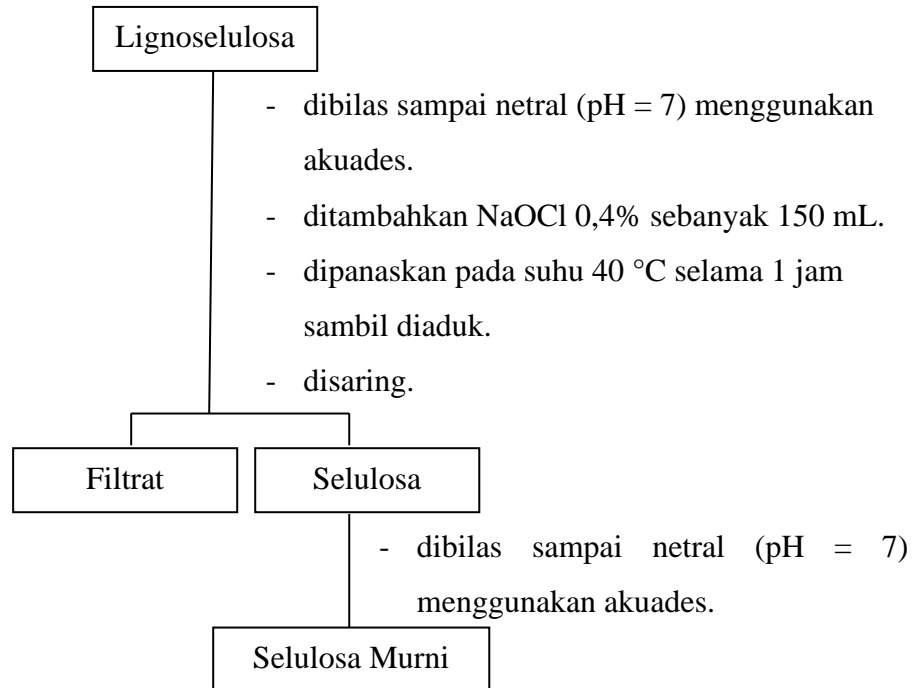 Lignoselulosa
- dibilas sampai netral (pH = 7) menggunakan
akuades.
- ditambahkan NaOCl 0,4% sebanyak 150 mL.
- dipanaskan pada suhu 40 °C selama 1 jam
sambil diaduk.
- disaring.
Filtrat
Selulosa
- dibilas sampai netral (pH = 7)
menggunakan akuades.
Selulosa Murni